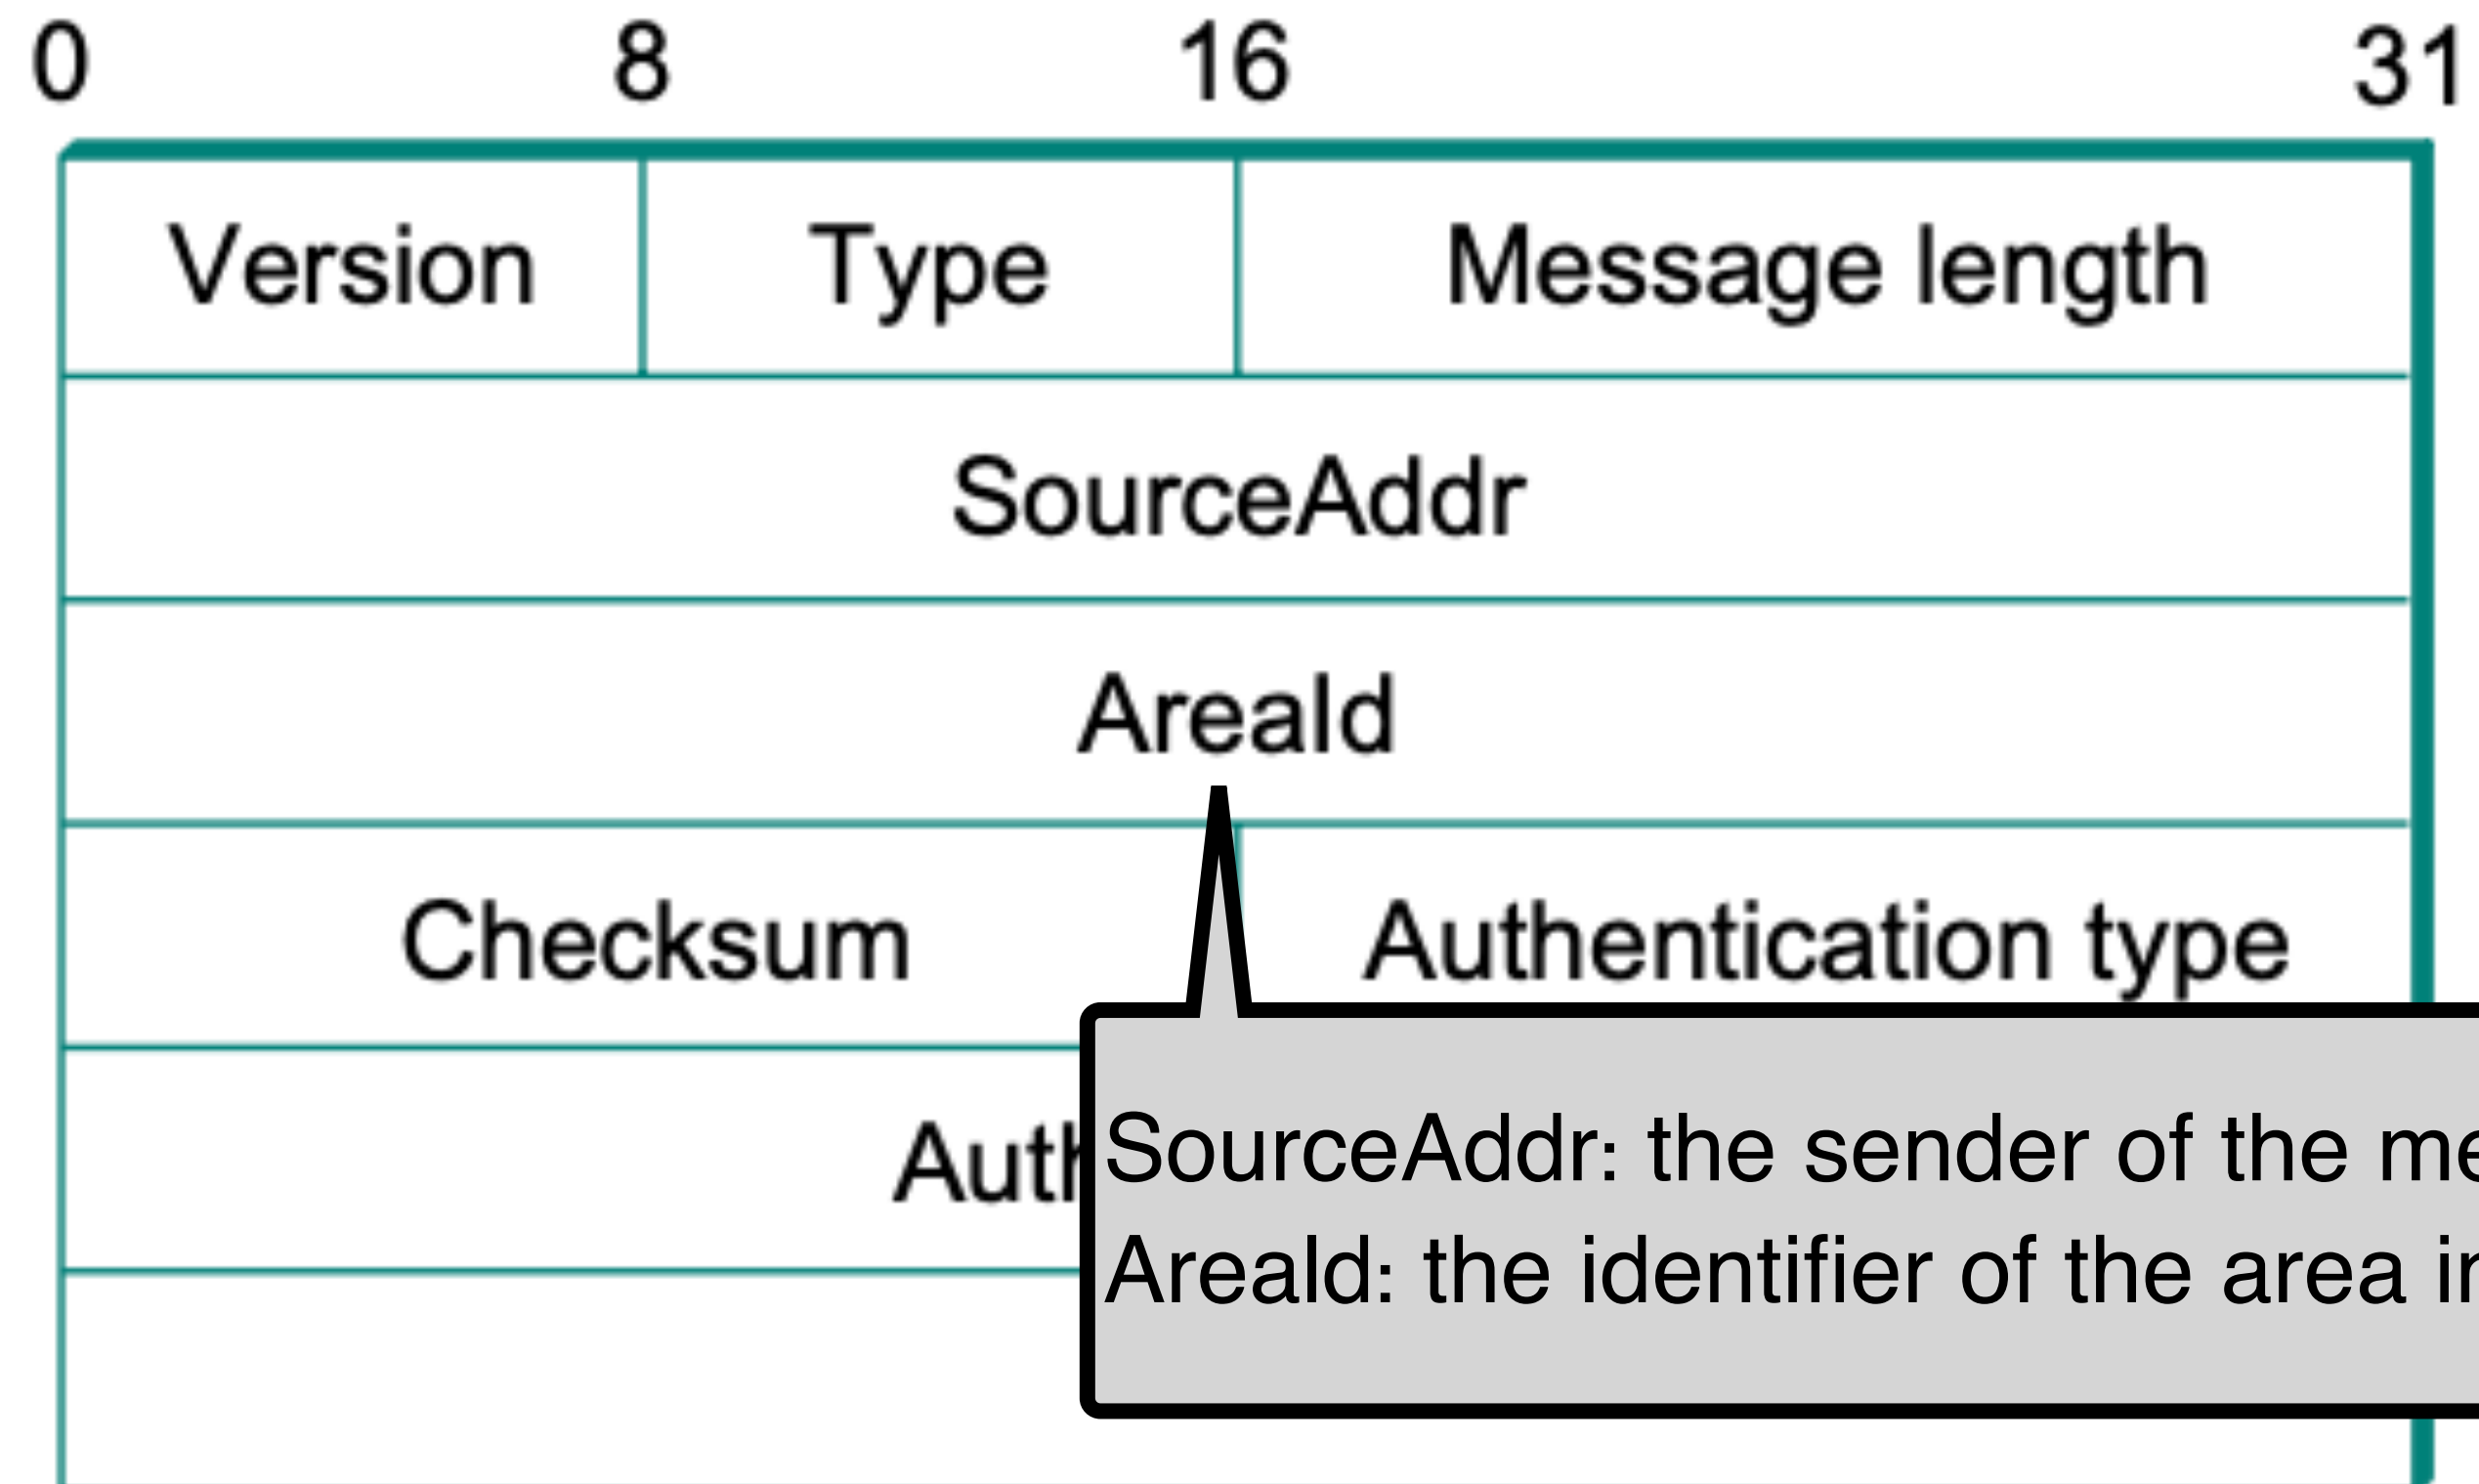 0 8 16 31
Version Type Message length
SourceAddr
AreaId
Checksum Authentication type
SourceAddr: the sender of the
AreaId: the identifier of the area